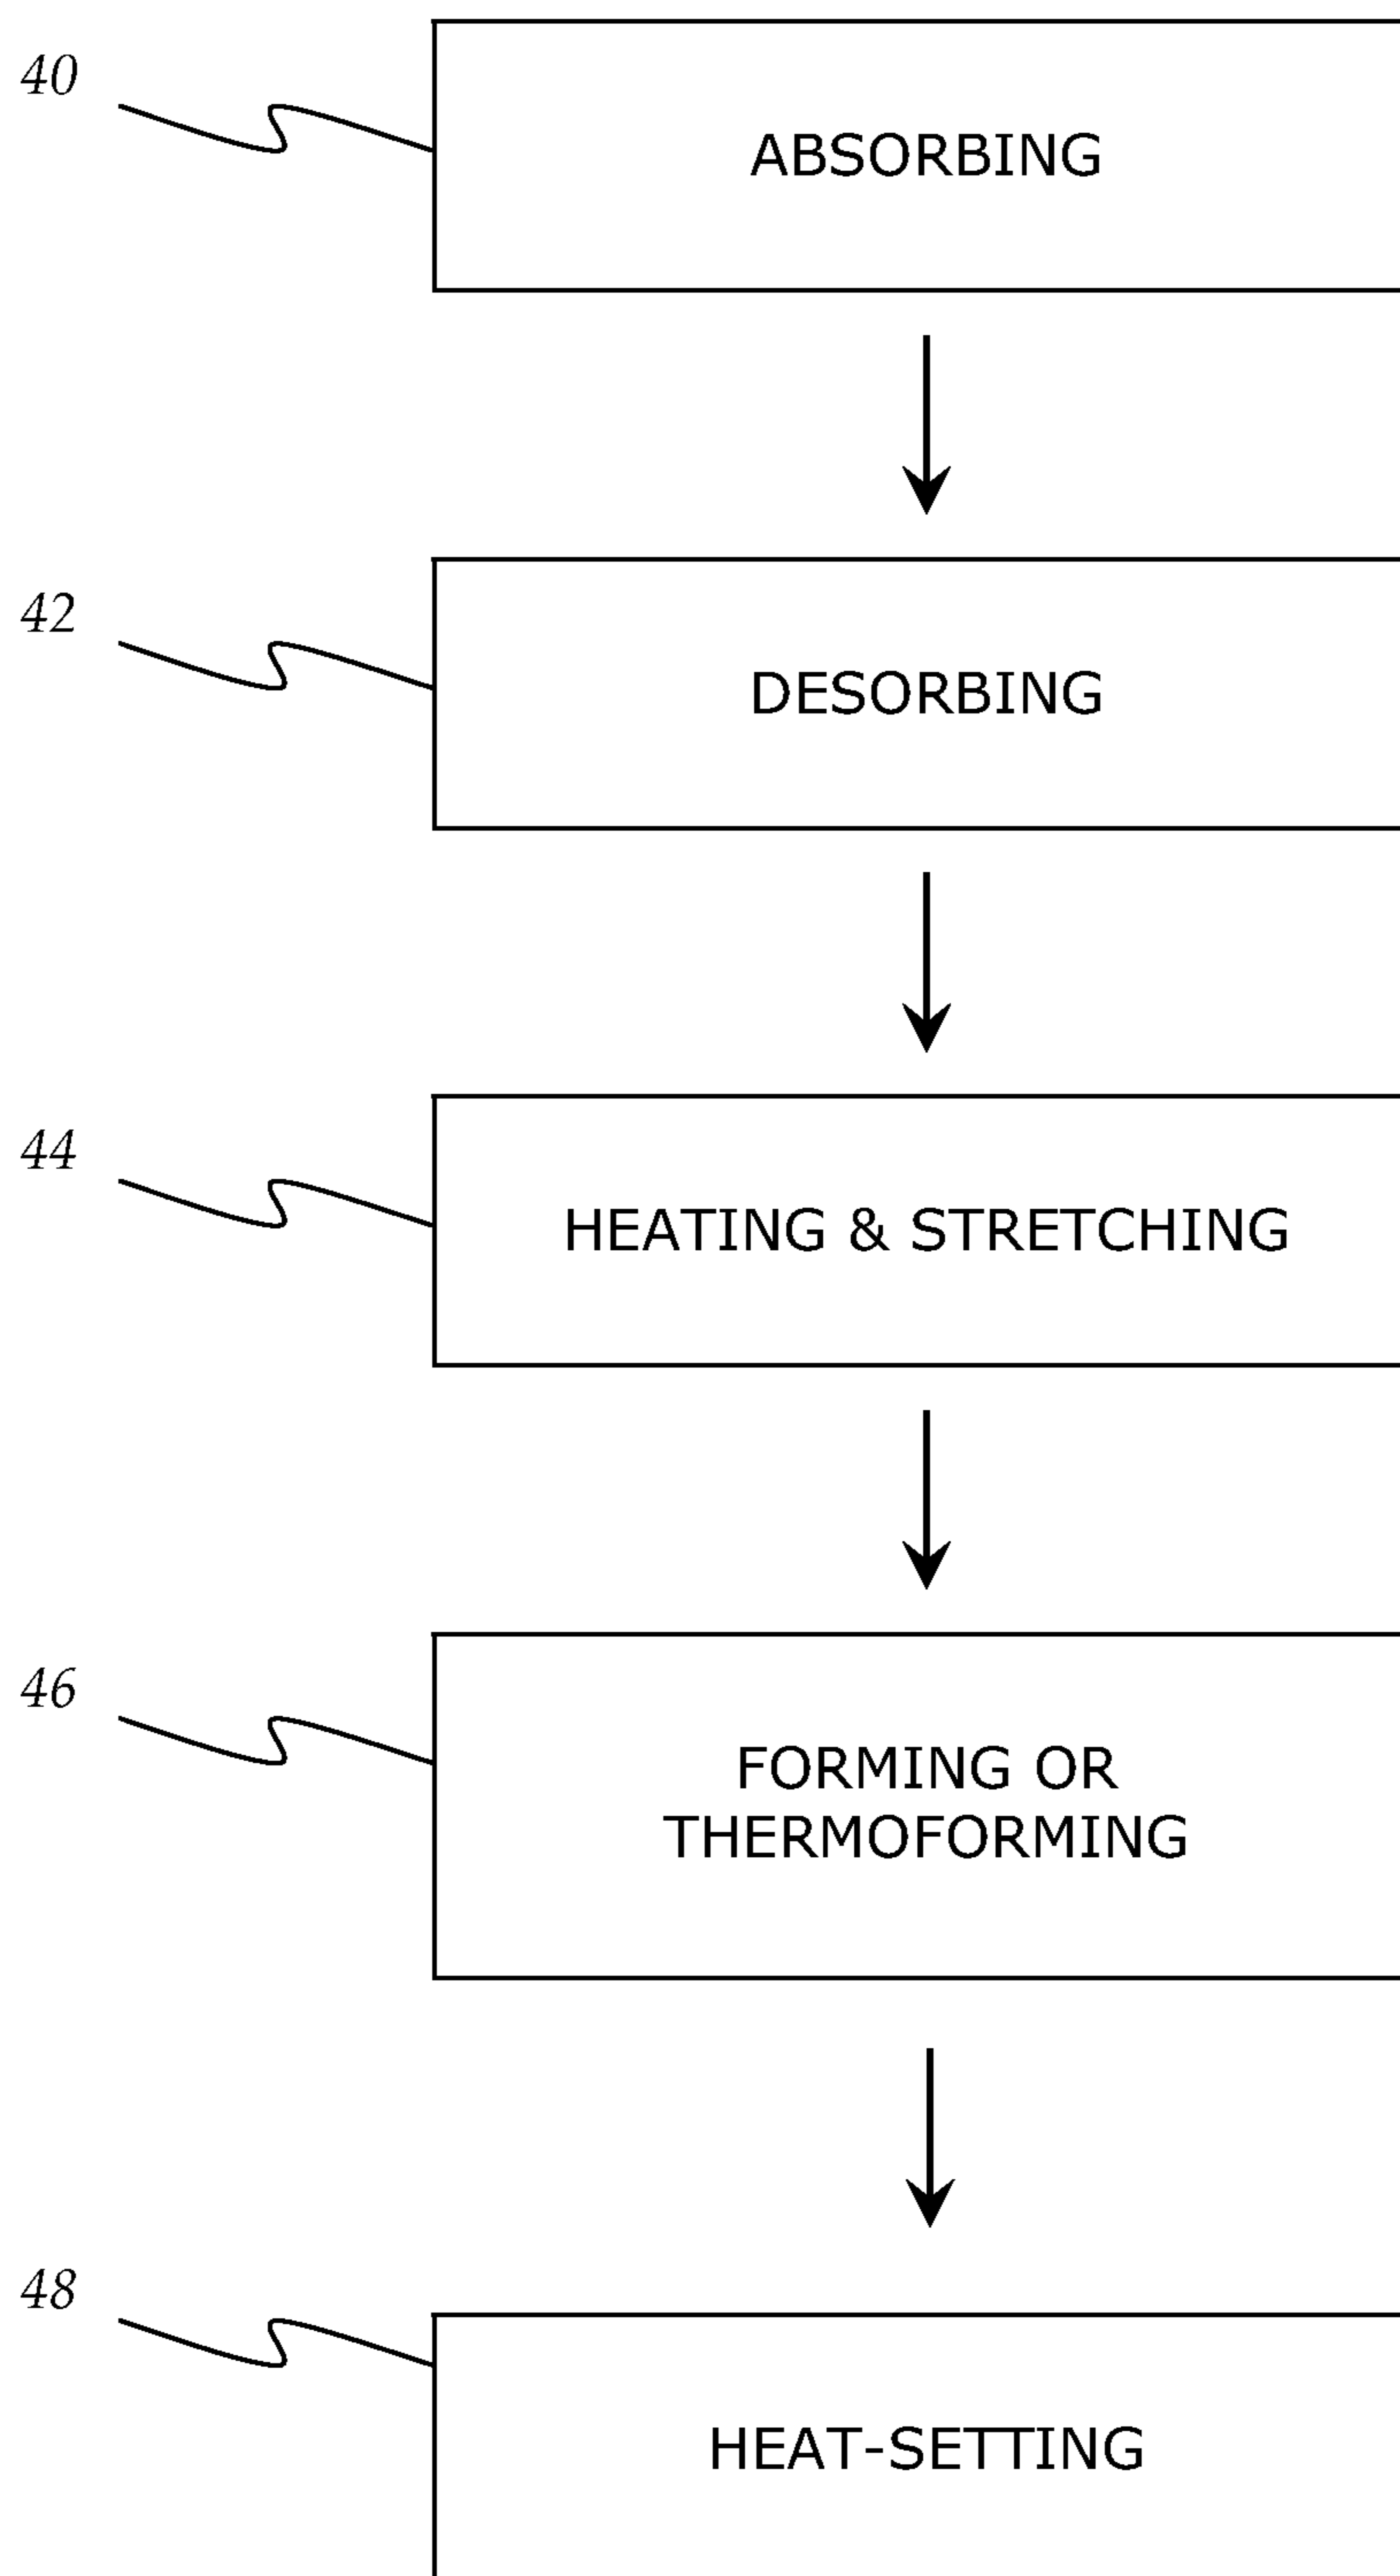 40
ABSORBING
42
DESORBING
44
HEATING & STRETCHING
46
FORMING OR
THERMOFORMING
48
HEAT-SETTING